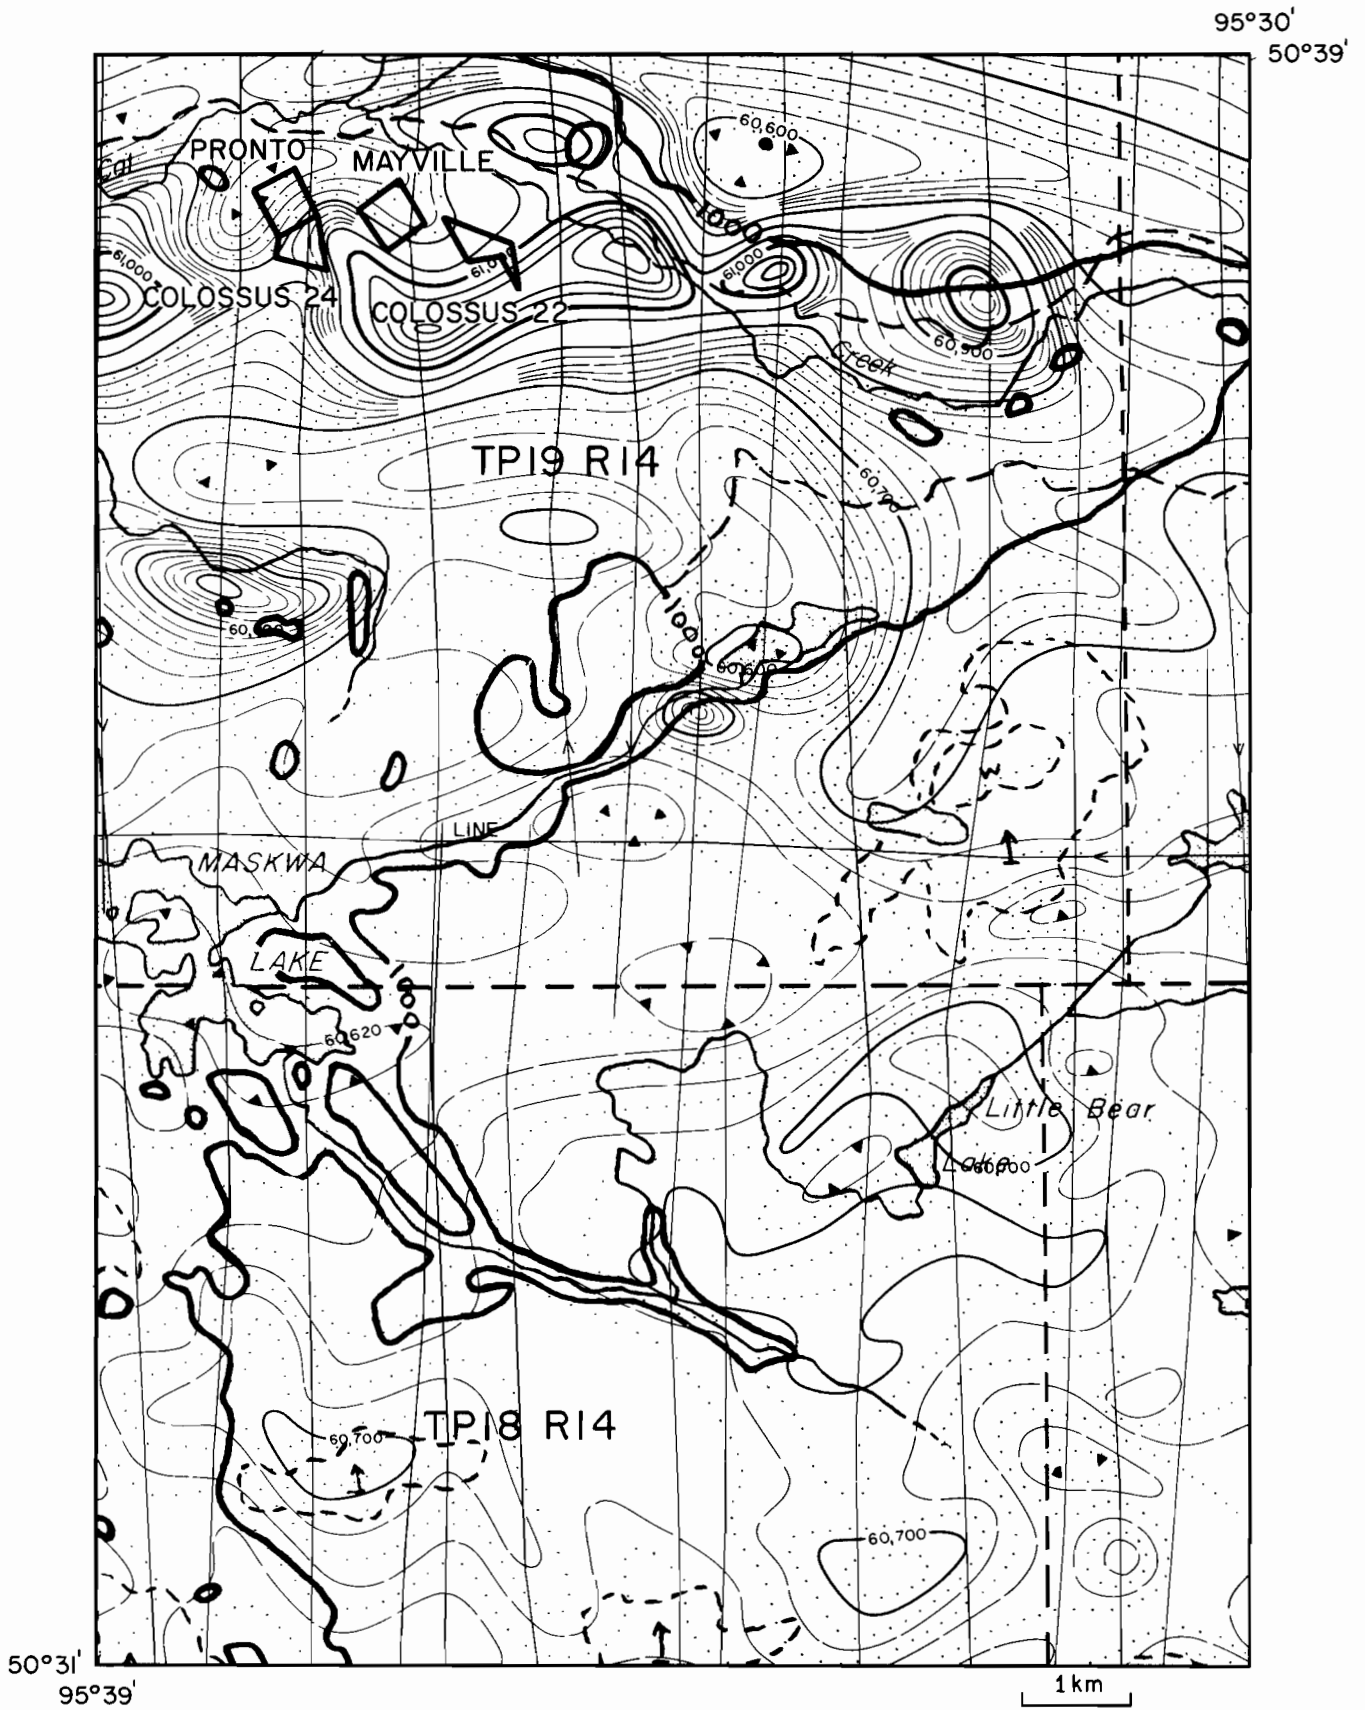 95°30'
50°39'
60,600
PRONTO
MAYVILLE
Cat
1000
61,000
61,000
COLOSSUS 24
COLOSSUS 22
60,900
Creek
TP19 R14
60,700
1000
60,600
W
LINE
MASKWA
LAKE
1000
60,620
Little Bear
Lake
TP18 R14
60,700
60,700
50°31'
95°39'
1 km